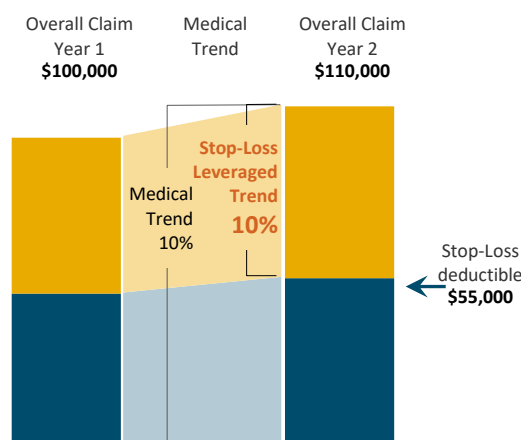 Overall Claim
Year 1
$100,000
Medical
Trend
Overall Claim
Year 2
$110,000
Medical
Trend
10%
Stop-Loss
Leveraged
Trend
10%
Stop-Loss
deductible
$55,000